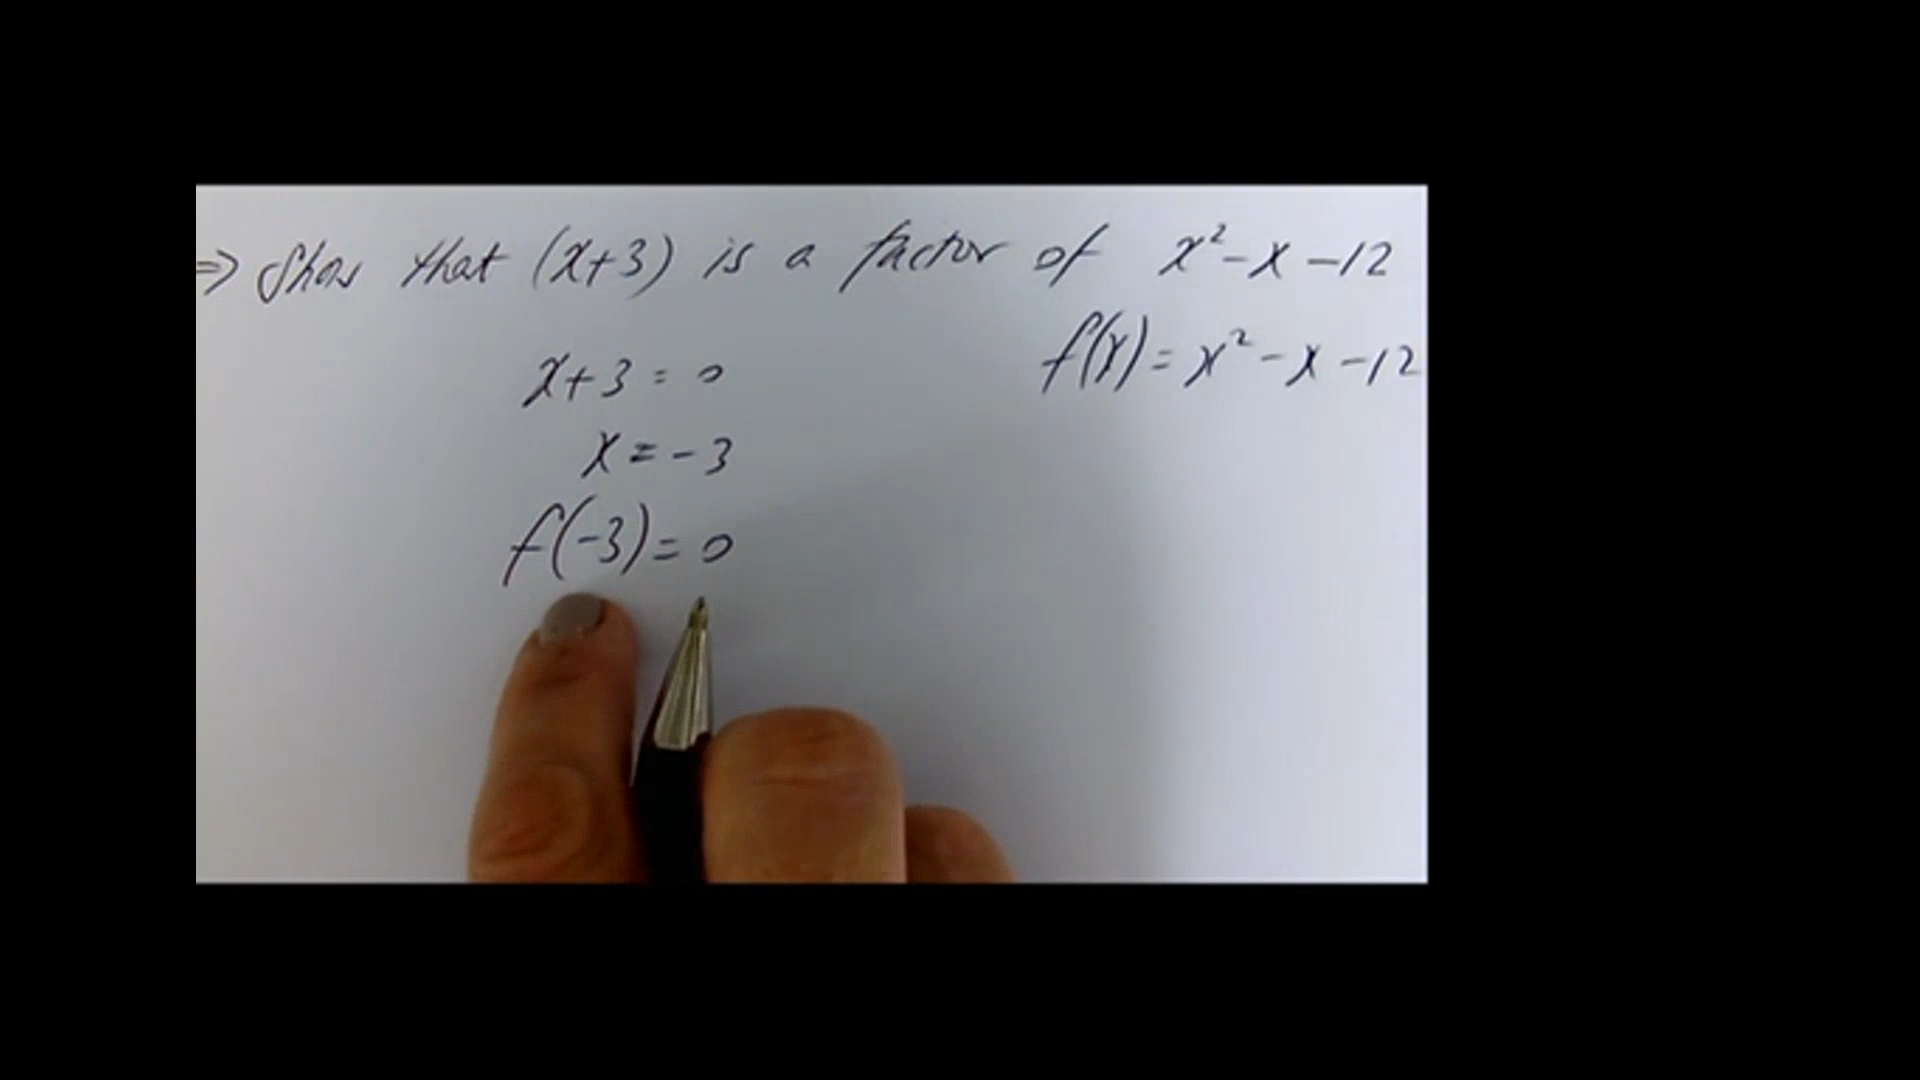 ⇒ Show that (x+3) is a factor of x² - x - 12
f(x) = x² - x - 12
x+3 = 0
x = -3
f(-3) = 0